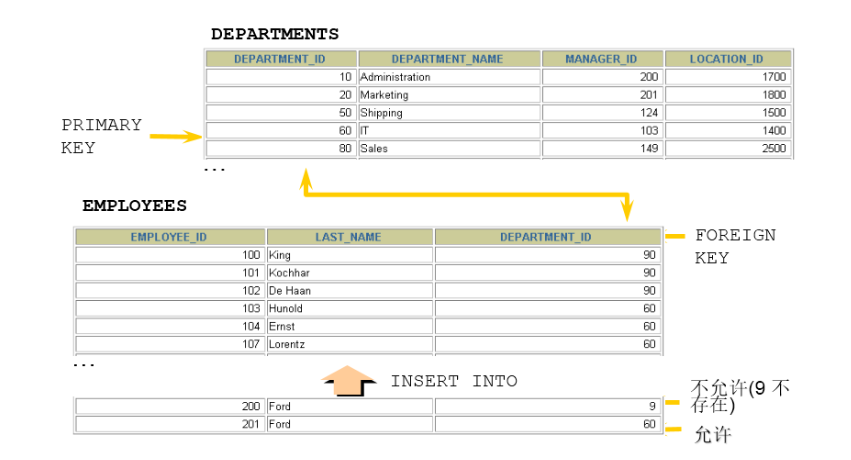 DEPARTMENTS
DEPARTMENT_ID DEPARTMENT_NAME MANAGER_ID LOCATION_ID
10 Administration 200 1700
20 Marketing 201 1800
50 Shipping 124 1500
60 IT 103 1400
80 Sales 149 2500
...
PRIMARY
KEY
EMPLOYEES
EMPLOYEE_ID LAST_NAME DEPARTMENT_ID
100 King 90
101 Kochhar 90
102 De Haan 90
103 Hunold 60
104 Ernst 60
107 Lorentz 60
...
FOREIGN
KEY
INSERT INTO
200 Ford 9
201 Ford 60
不允许(9 不
存在)
允许